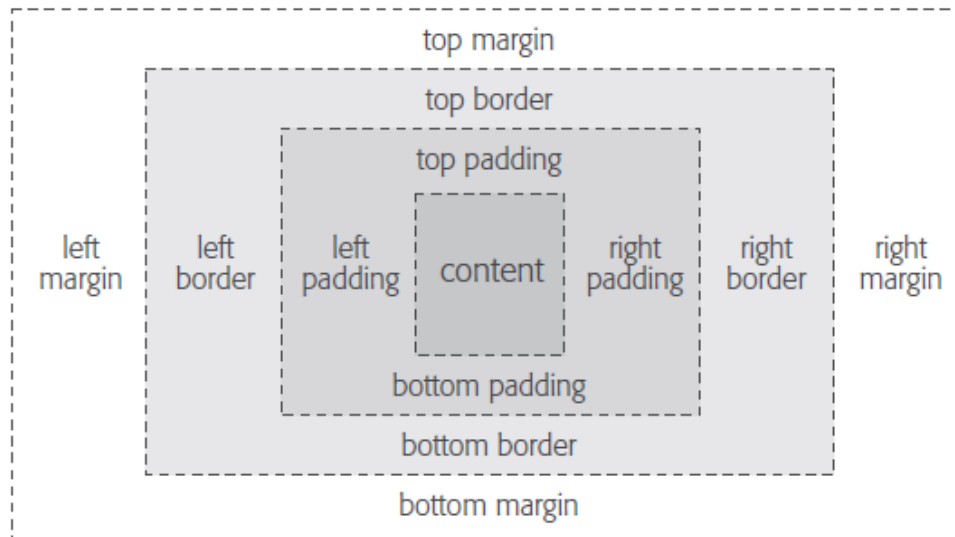 top margin
top border
top padding
left
margin
left
border
left
padding
content
right
padding
right
border
right
margin
bottom padding
bottom border
bottom margin